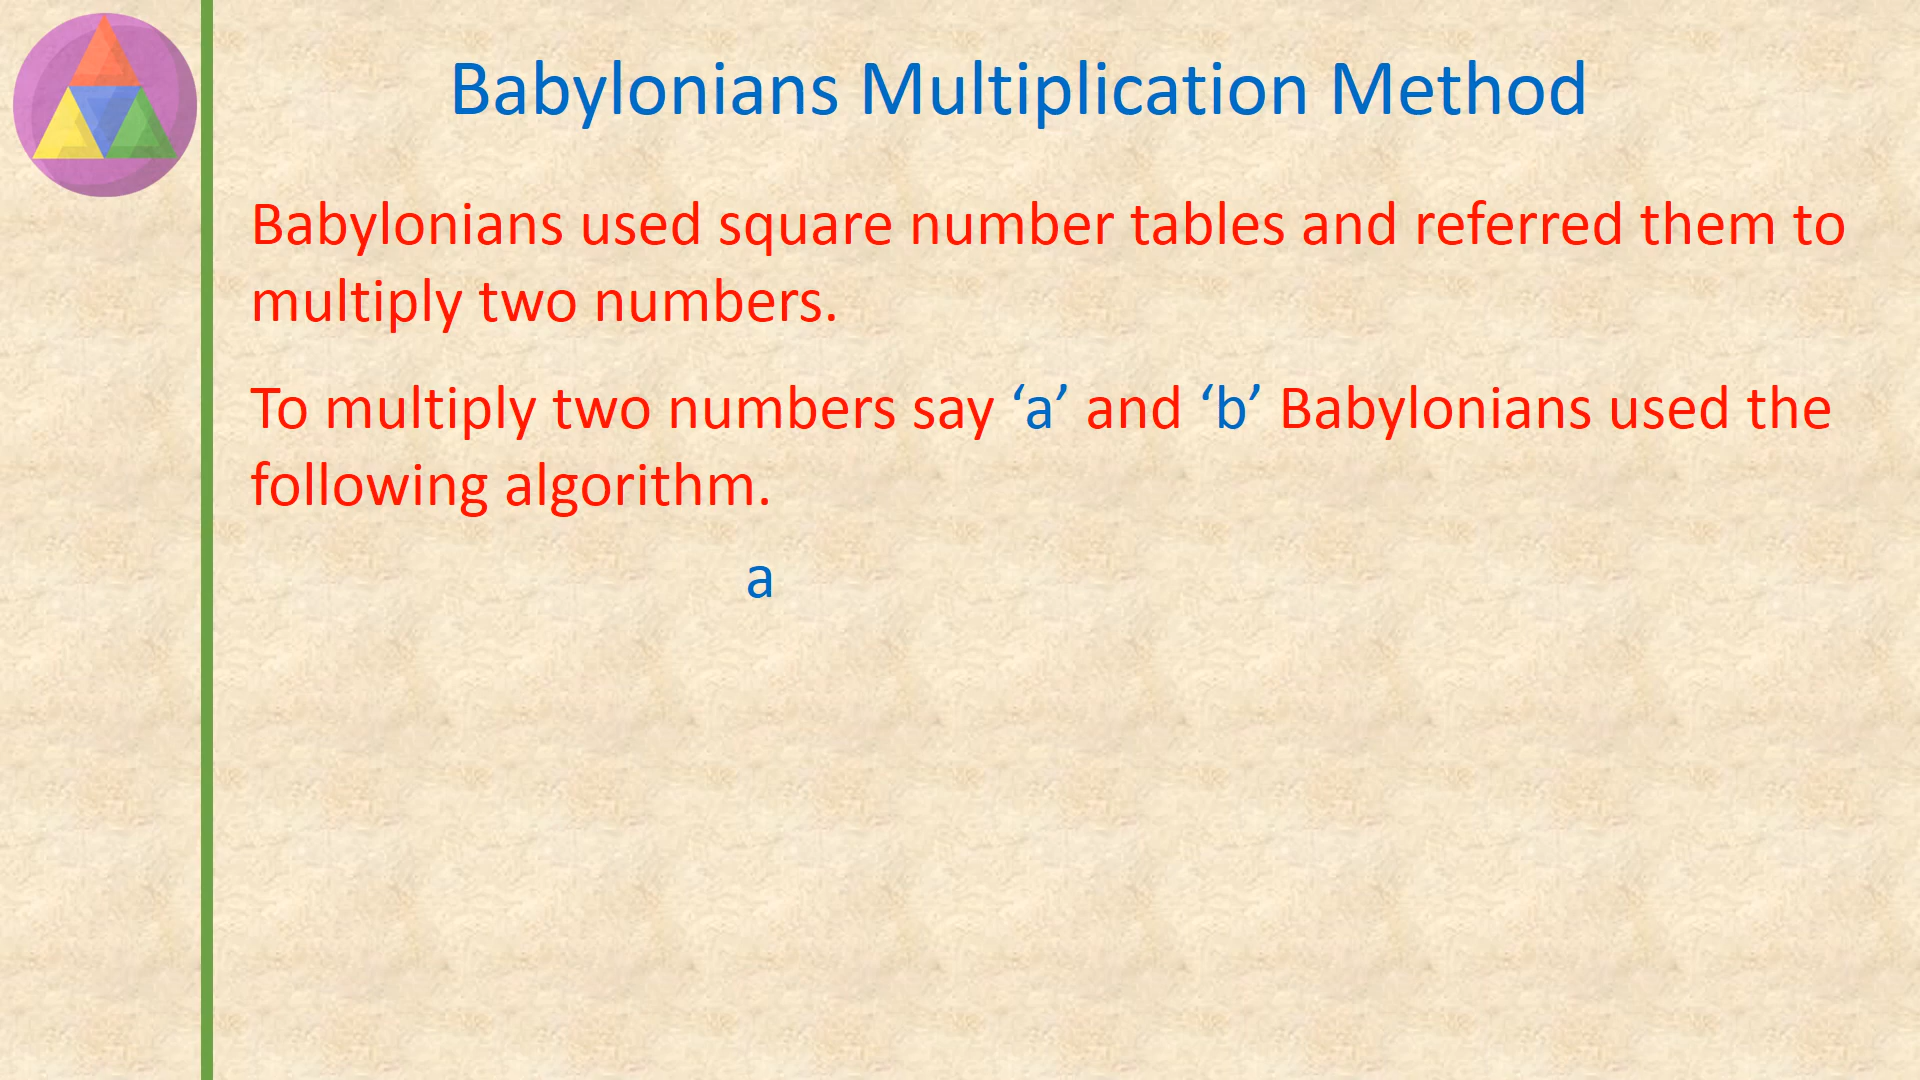 Babylonians Multiplication Method
Babylonians used square number tables and referred them to
multiply two numbers.
To multiply two numbers say ‘a’ and ‘b’ Babylonians used the
following algorithm.
a